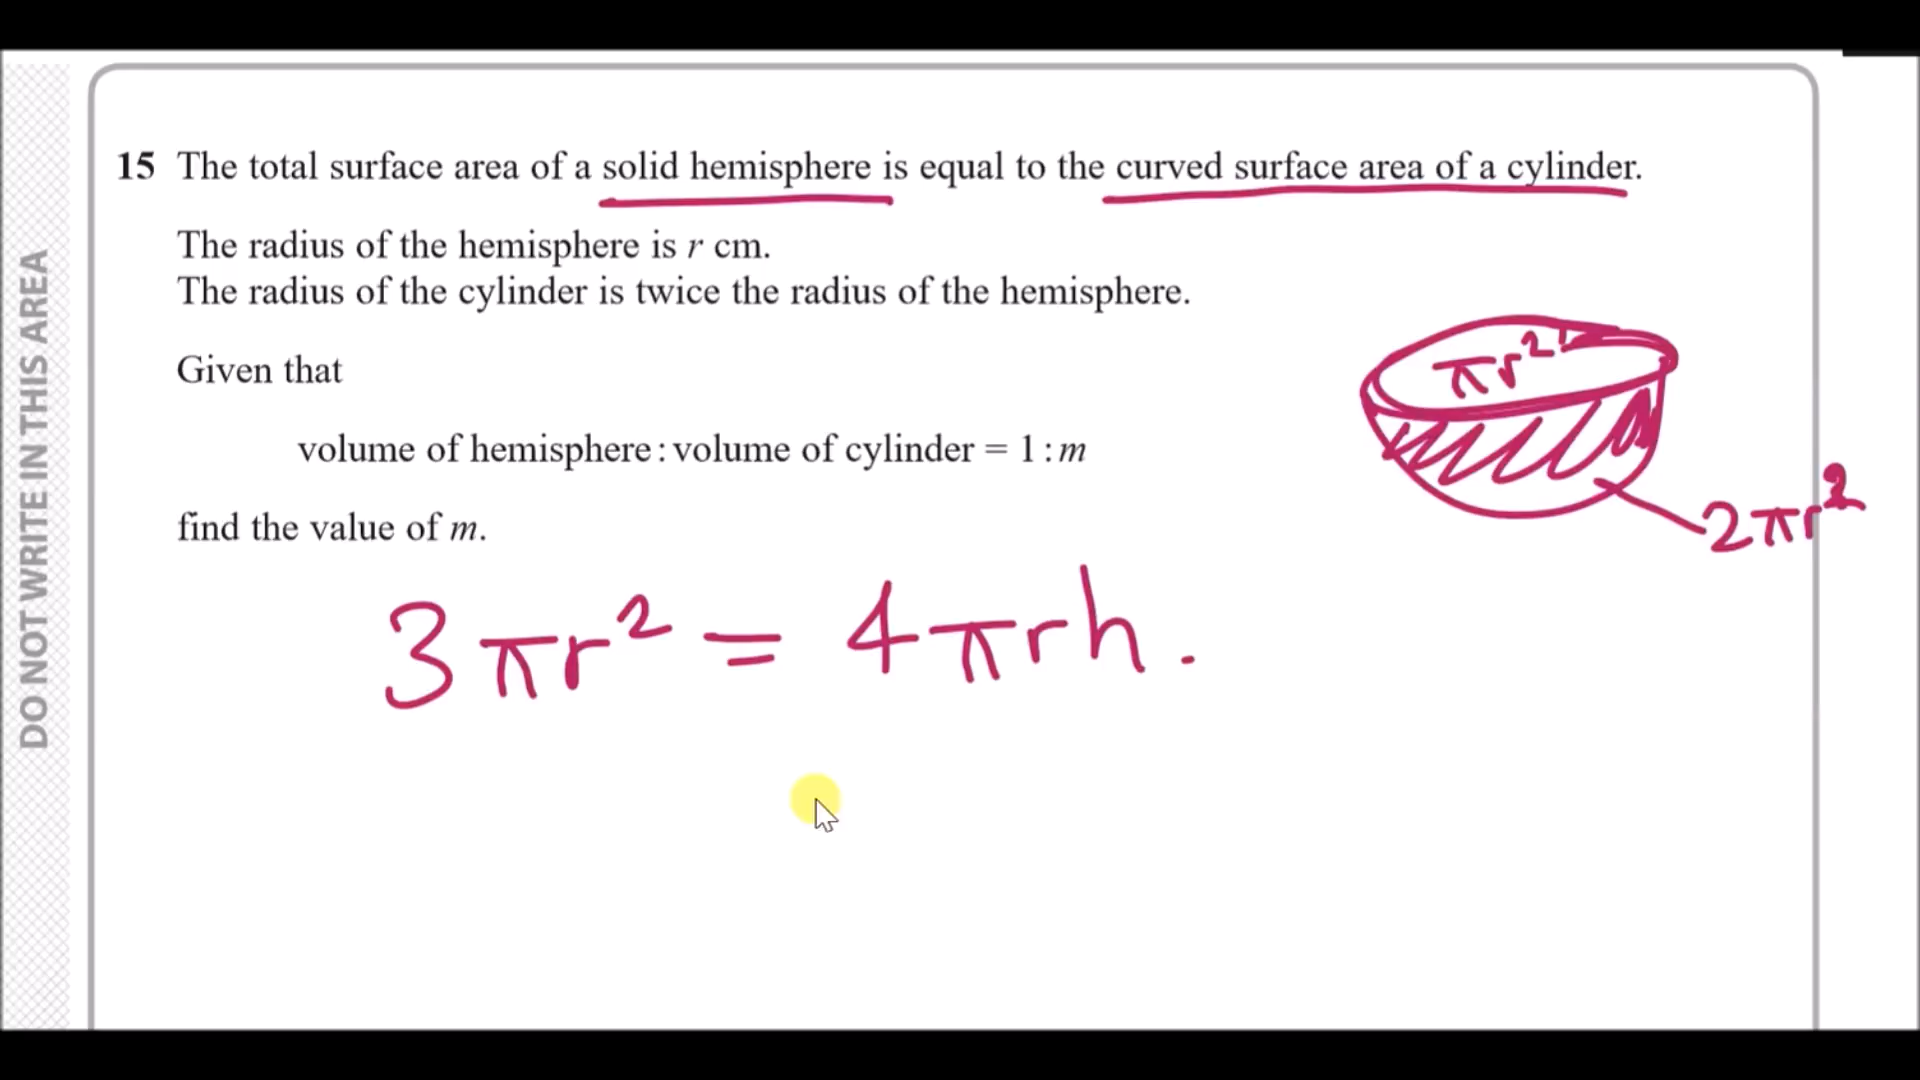 DO NOT WRITE IN THIS AREA
15 The total surface area of a solid hemisphere is equal to the curved surface area of a cylinder.
The radius of the hemisphere is r cm.
The radius of the cylinder is twice the radius of the hemisphere.
Given that
volume of hemisphere : volume of cylinder = 1 : m
find the value of m.
πr²
2πr²
3πr² = 4πrh.